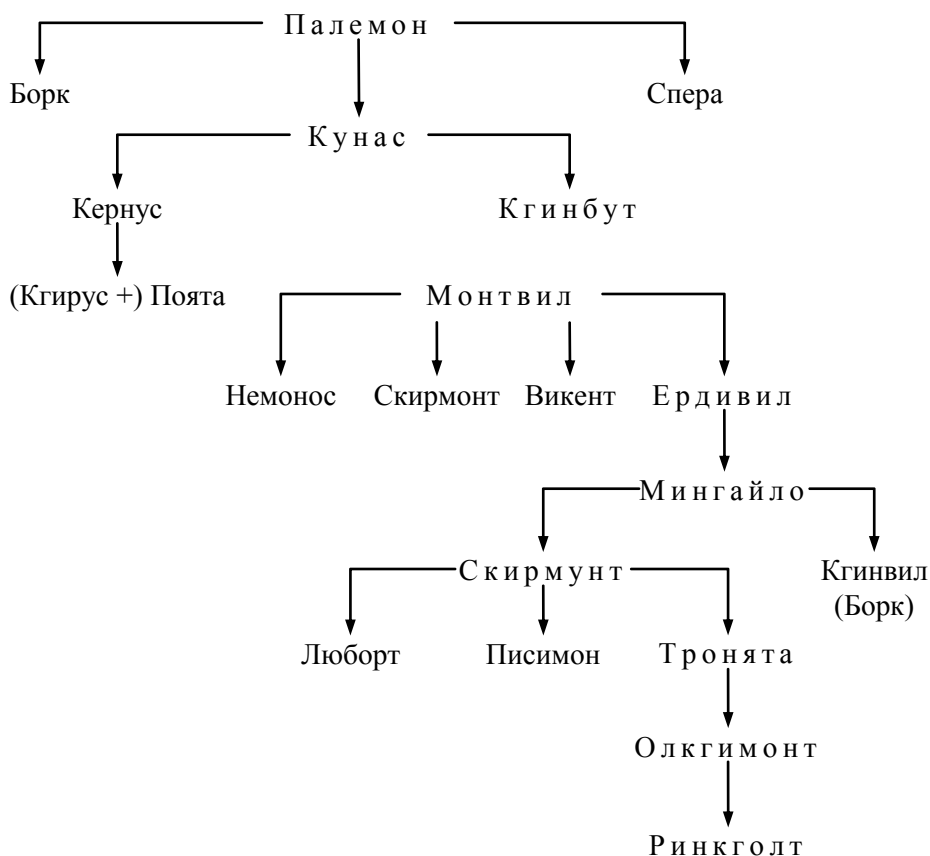 Палемон
Борк Спера
Кунас
Кернус Кгинбут
(Кгирус +) Поята
Монтвил
Немонос Скирмонт Викент Ердивил
Мингайло
Скирмунт Кгинвил
(Борк)
Люборт Писимон Тронята
Олкгимонт
Ринкголт